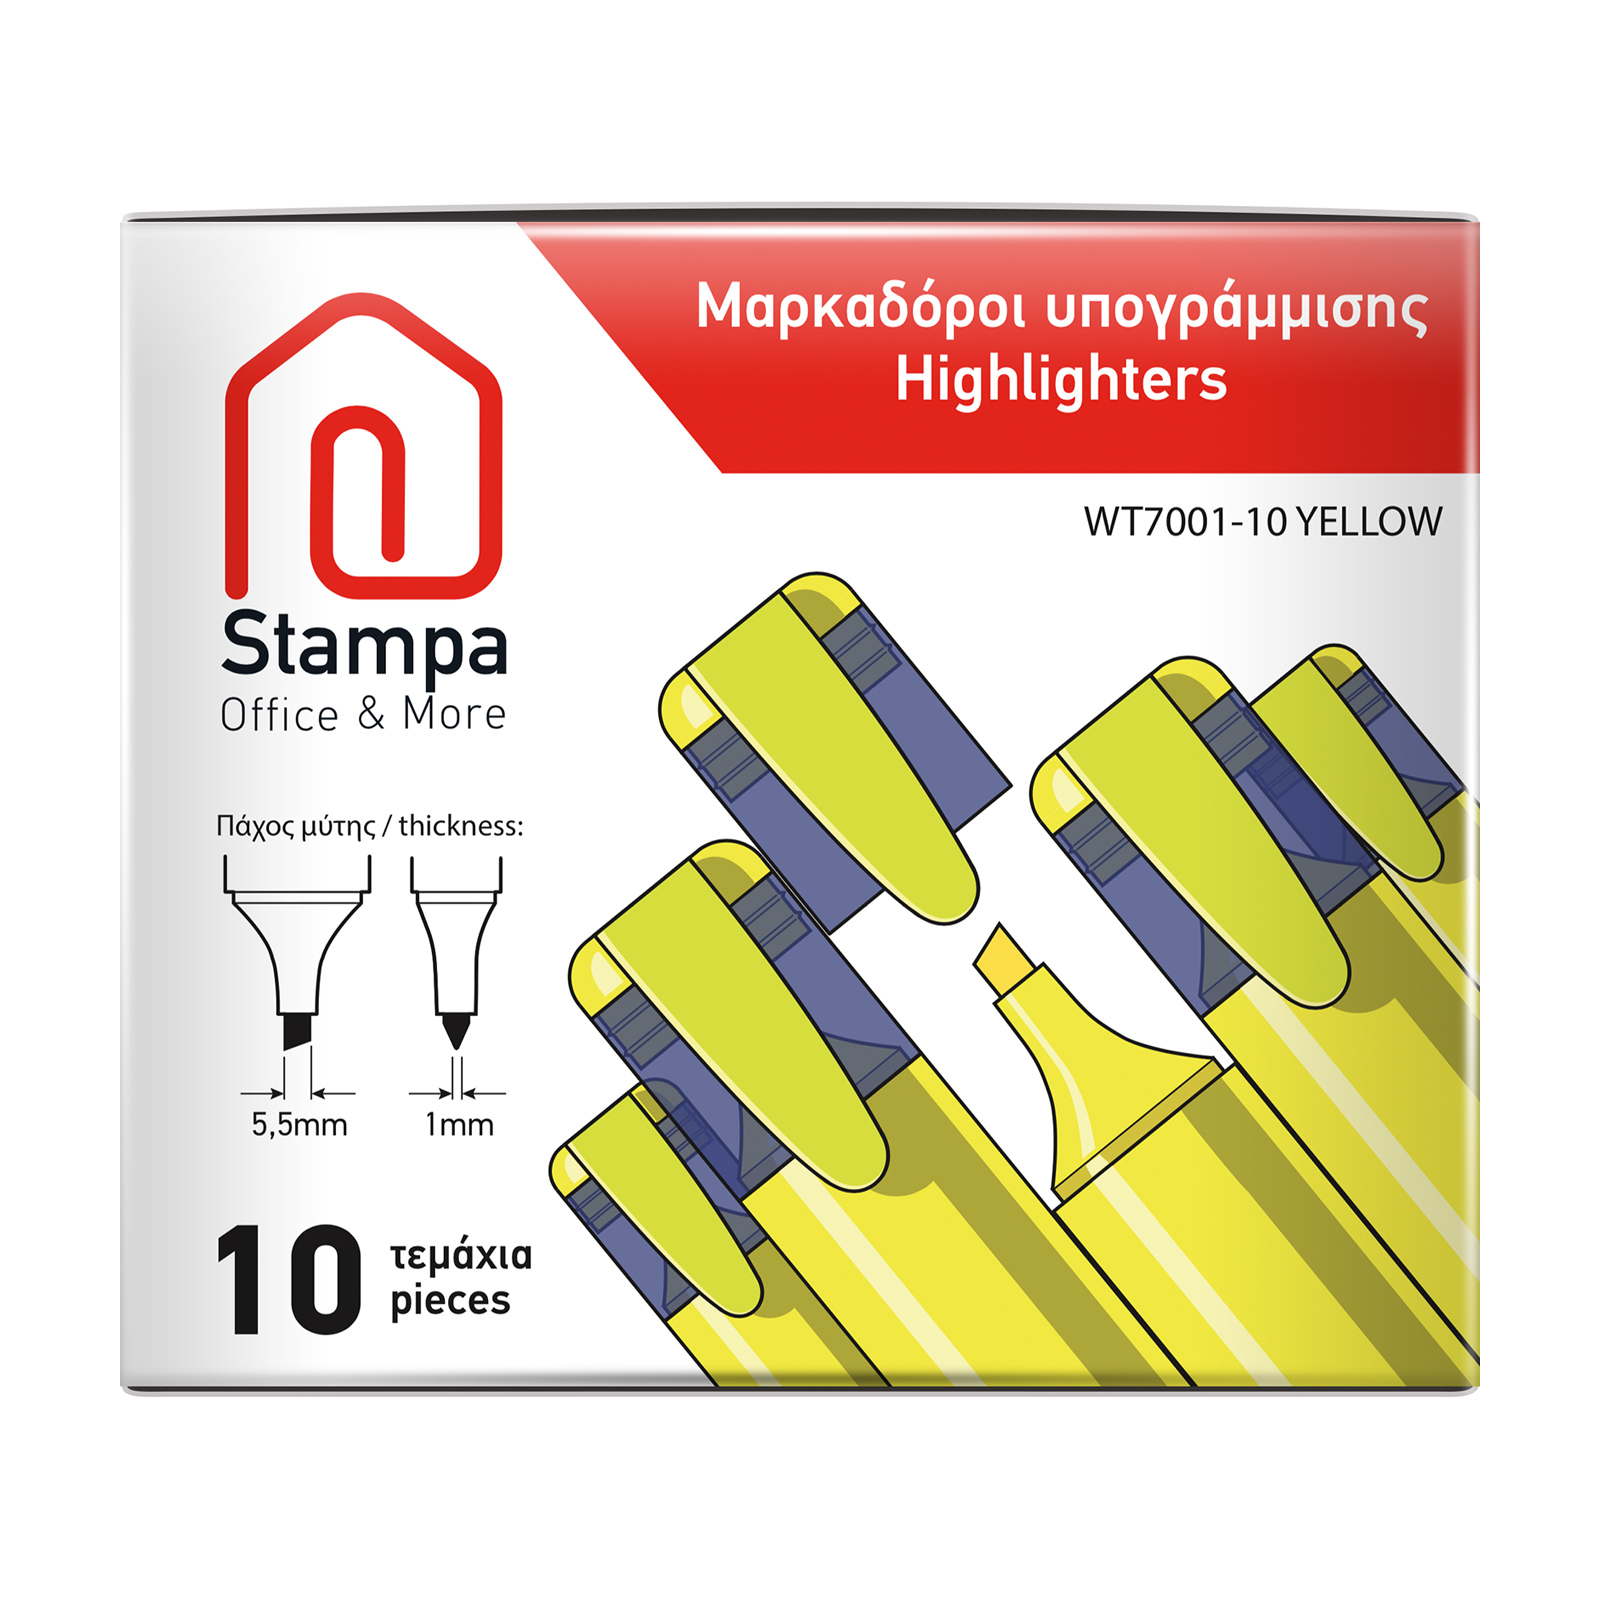 Μαρκαδόροι υπογράμμισης
Highlighters
WT7001-10 YELLOW
Stampa
Office & More
Πάχος μύτης / thickness:
5,5mm
1mm
10 τεμάχια
pieces